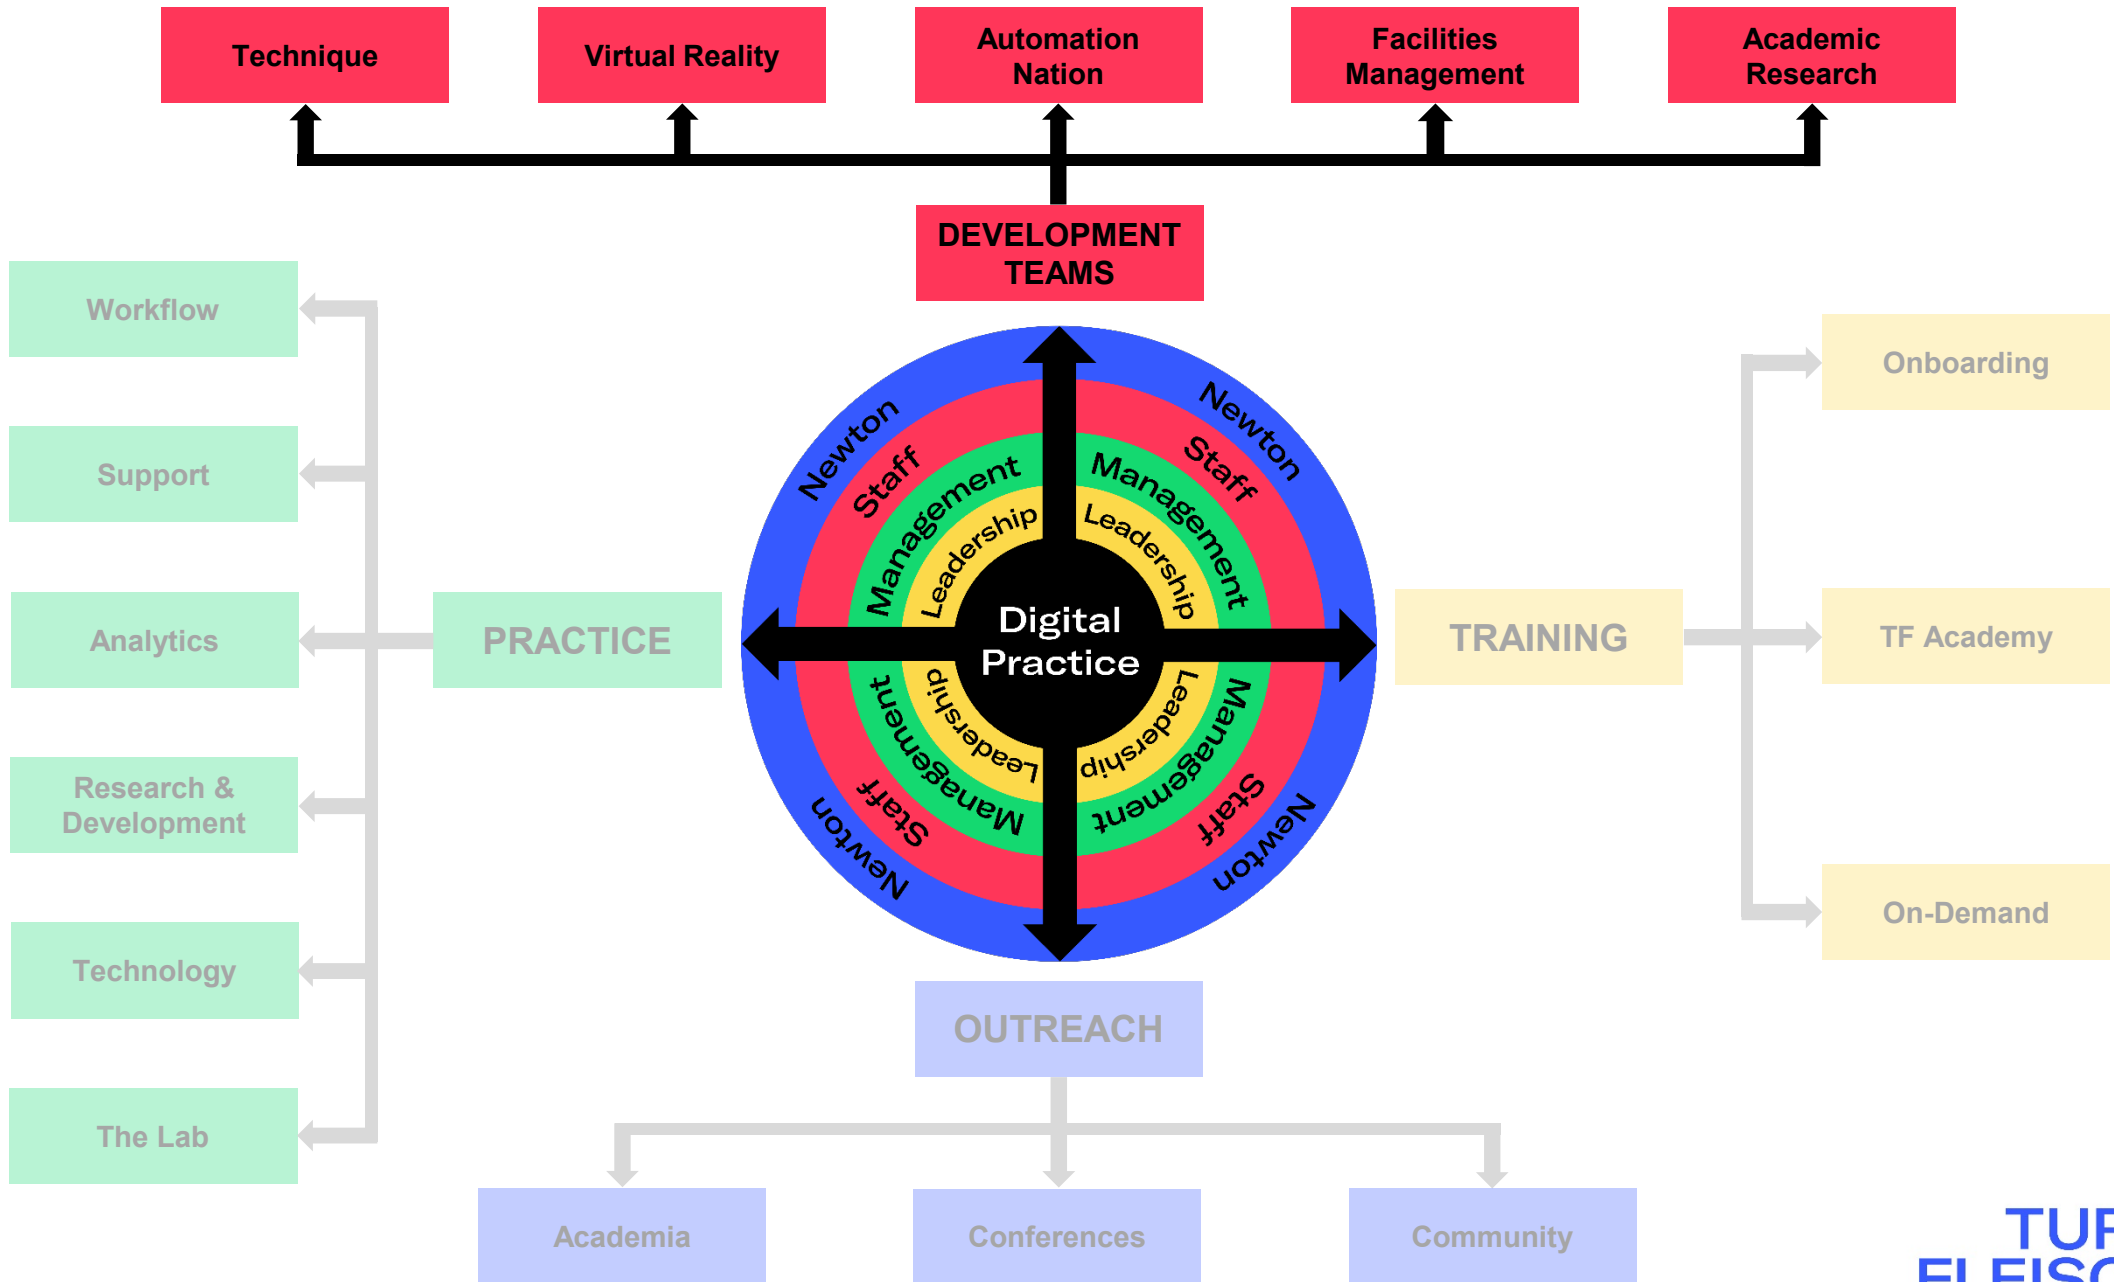 Technique
Virtual Reality
Automation
Nation
Facilities
Management
Academic
Research
DEVELOPMENT
TEAMS
Workflow
Support
Analytics
Research &
Development
Technology
The Lab
PRACTICE
Newton
Staff
Management
Leadership
Newton
Staff
Management
Leadership
Digital
Practice
Leadership
Management
Staff
Newton
Leadership
Management
Staff
Newton
TRAINING
Onboarding
TF Academy
On-Demand
OUTREACH
Academia
Conferences
Community